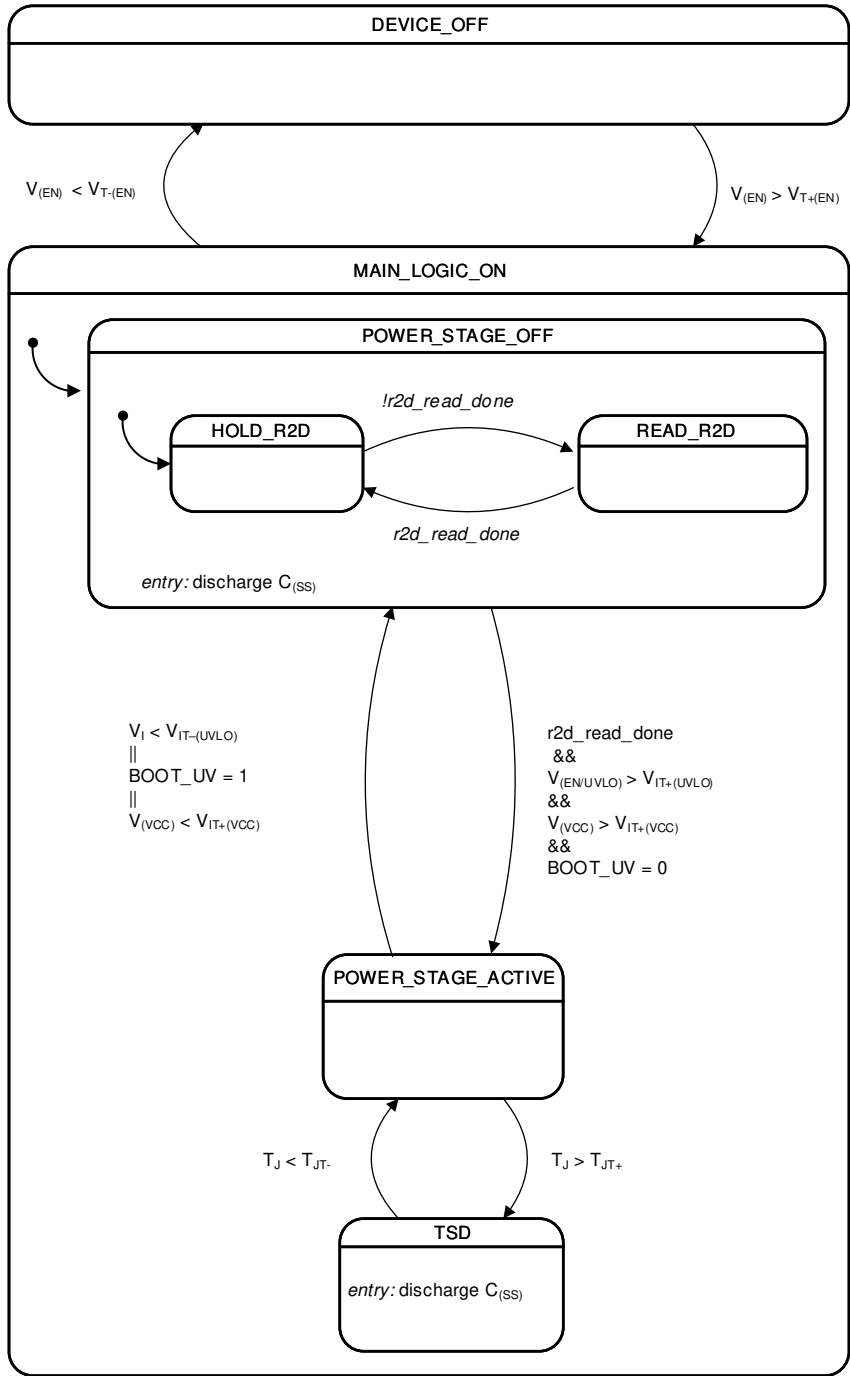 DEVICE_OFF
V(EN) < VT-(EN)
V(EN) > VT+(EN)
MAIN_LOGIC_ON
POWER_STAGE_OFF
!r2d_read_done
HOLD_R2D
READ_R2D
r2d_read_done
entry: discharge C(SS)
VI < VIT–(UVLO)
||
BOOT_UV = 1
||
V(VCC) < VIT+(VCC)
r2d_read_done
&&
V(EN/UVLO) > VIT+(UVLO)
&&
V(VCC) > VIT+(VCC)
&&
BOOT_UV = 0
POWER_STAGE_ACTIVE
TJ < TJT-
TJ > TJT+
TSD
entry: discharge C(SS)